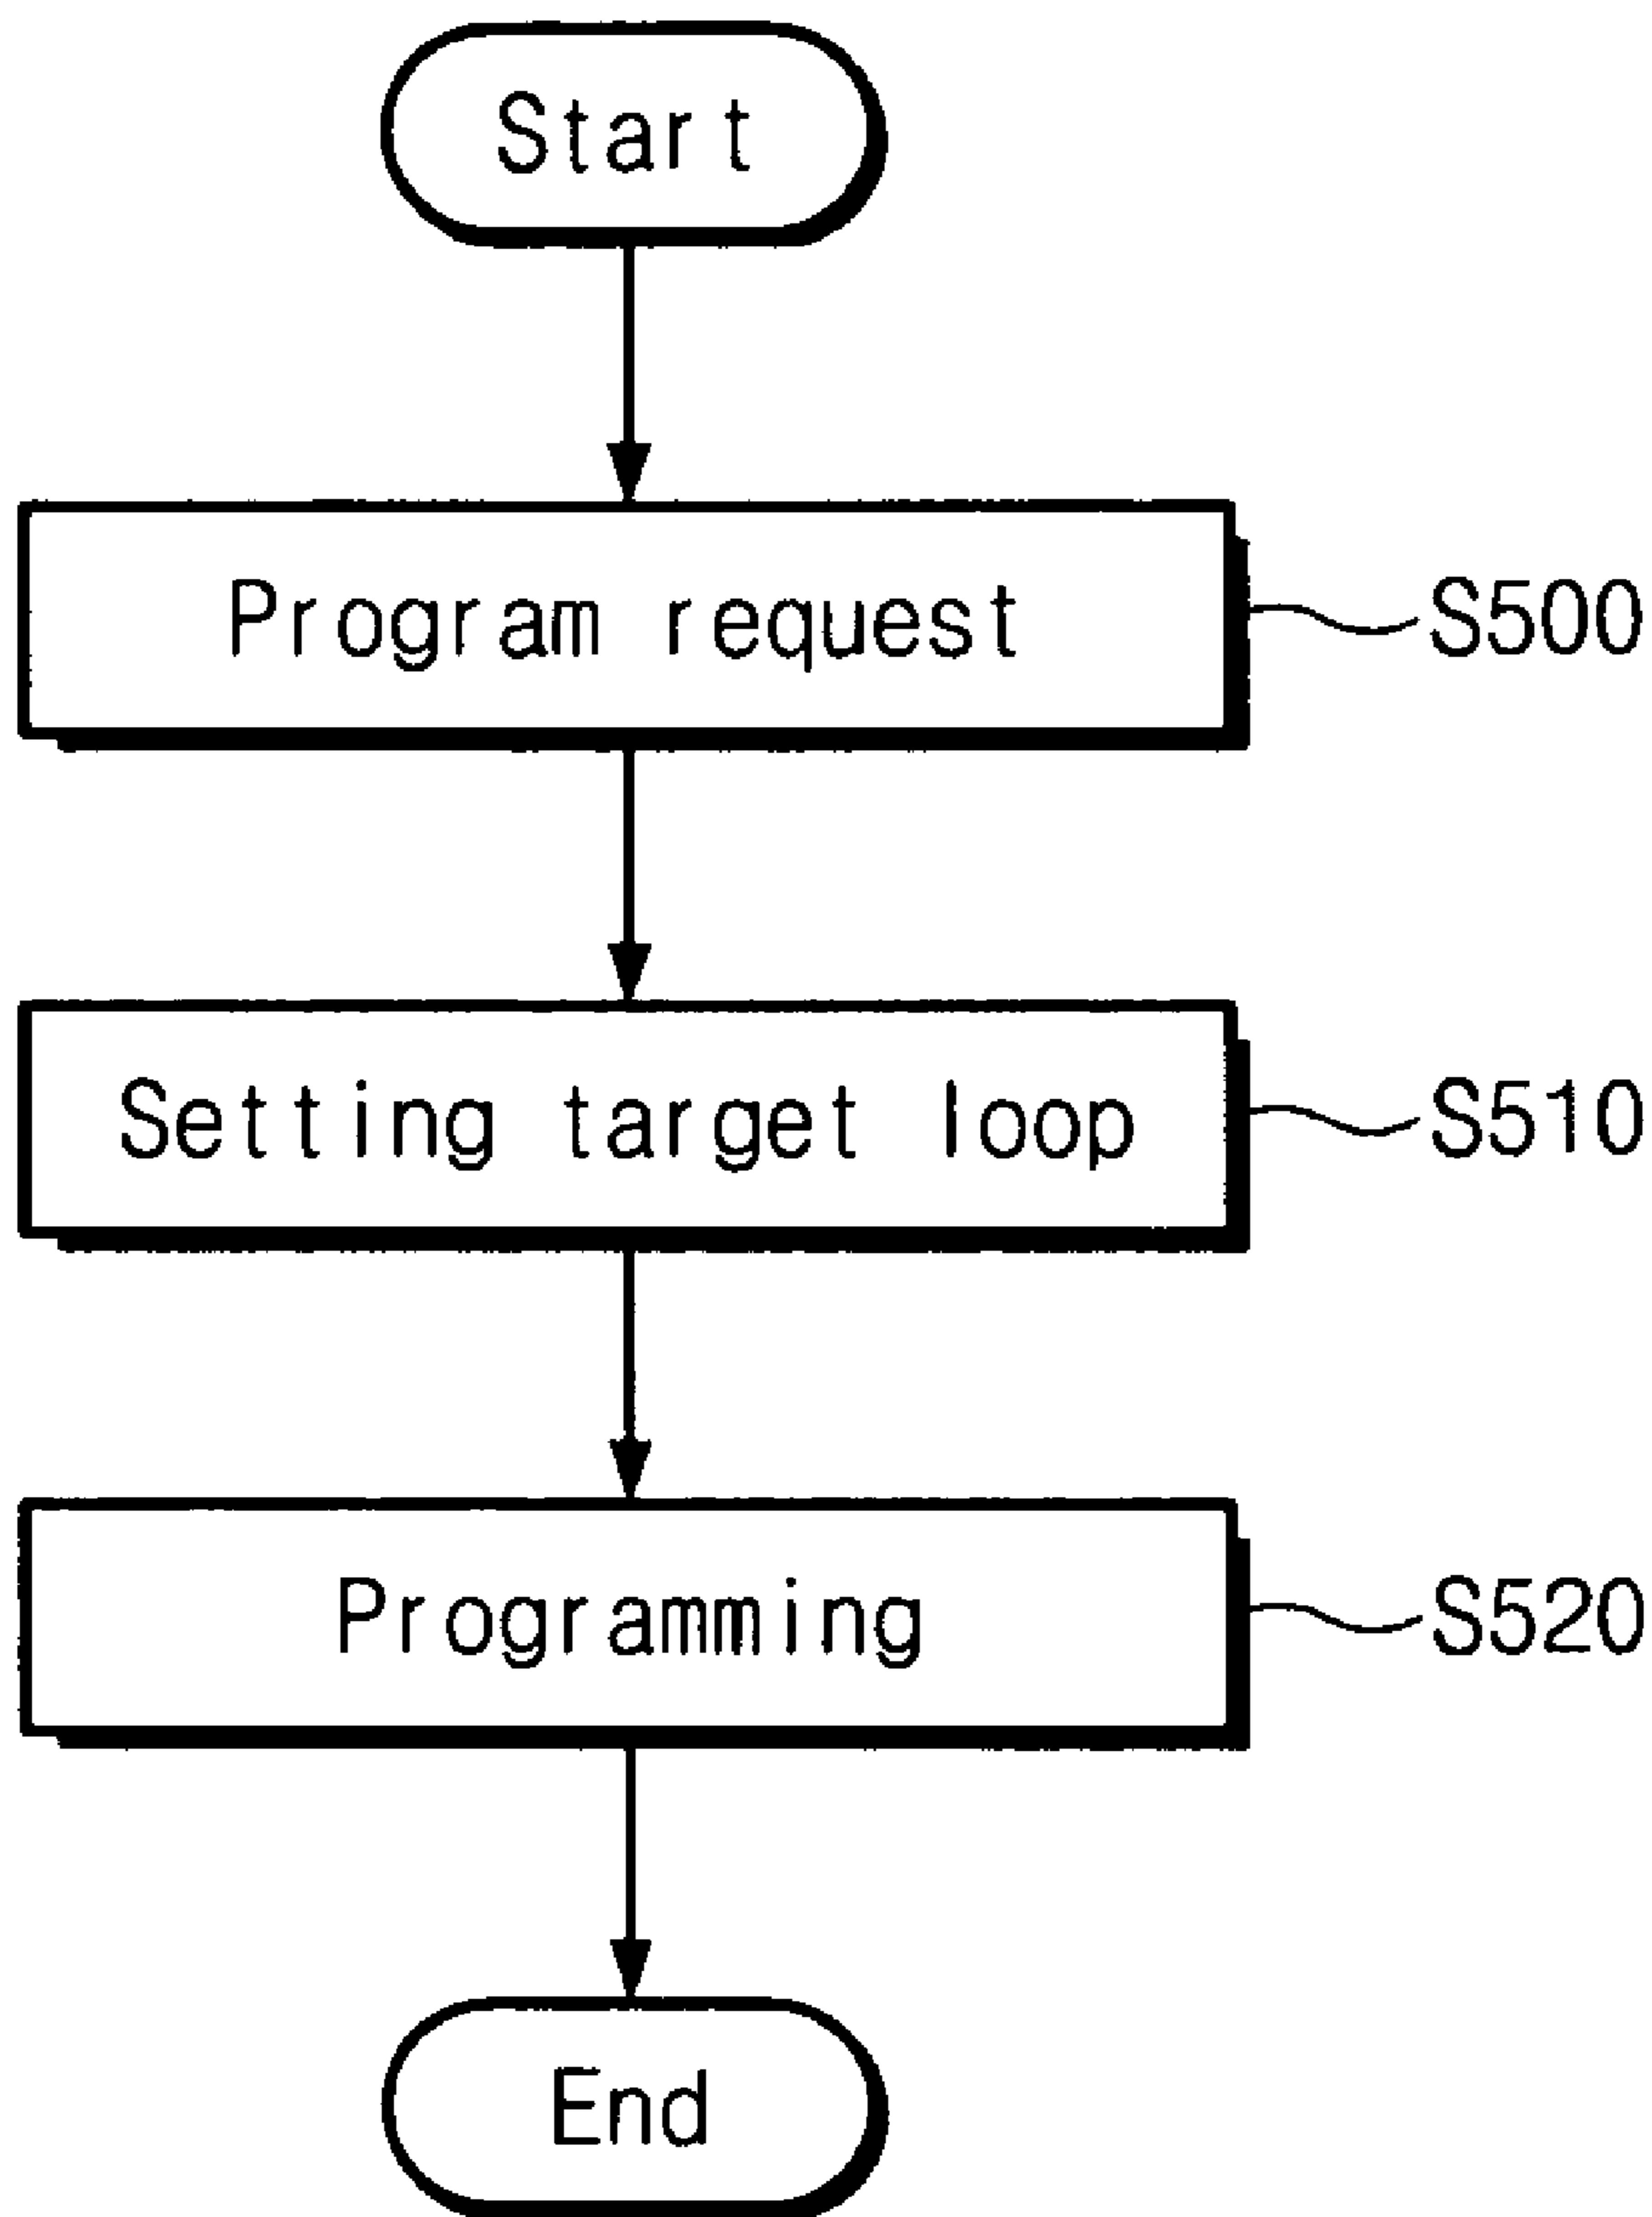 Start
Program request
S500
Setting target loop
S510
Programming
S520
End